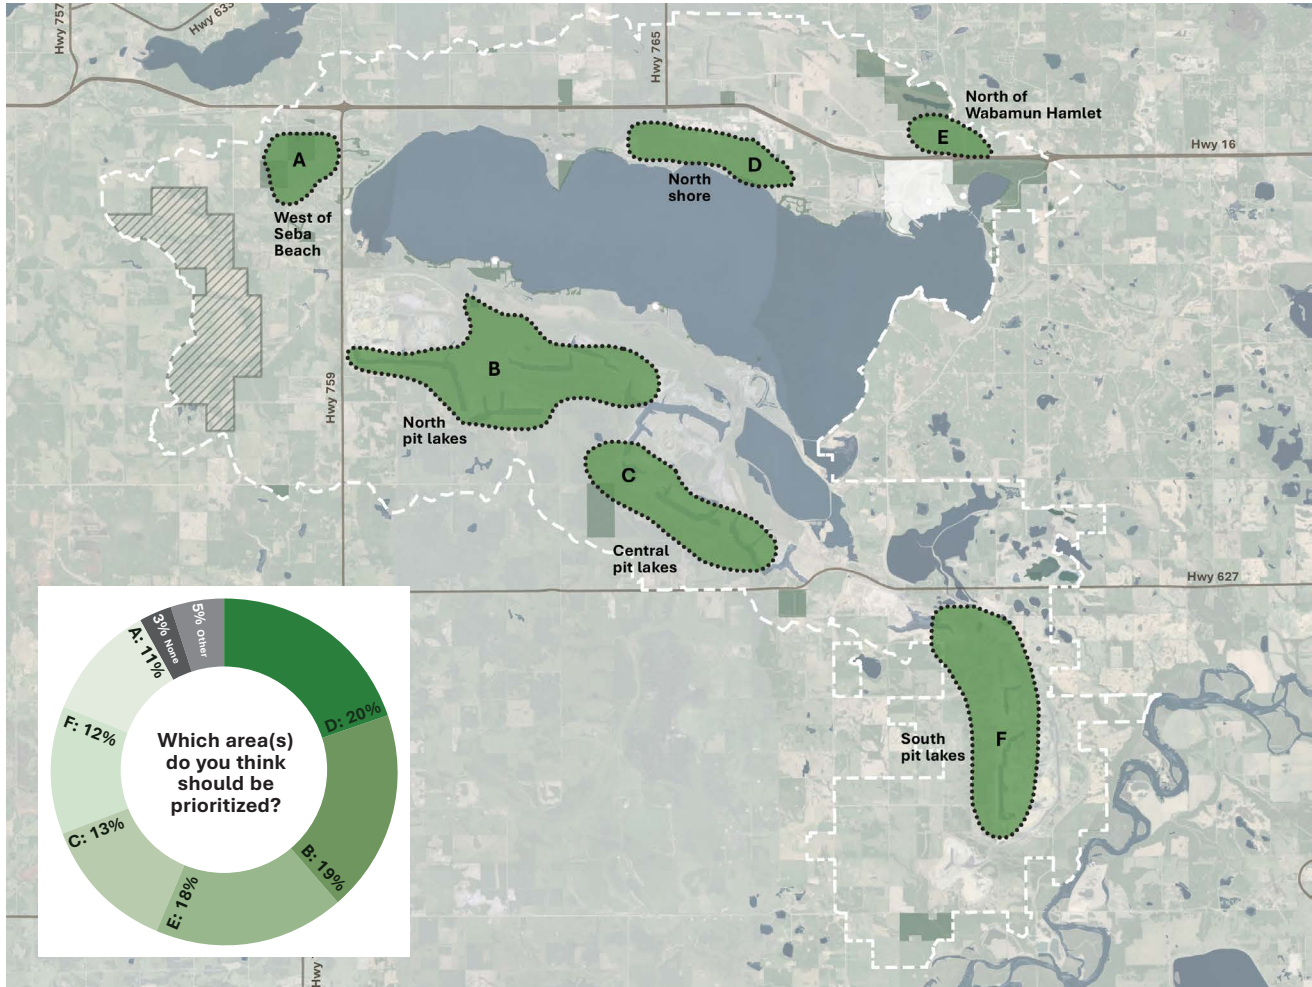 Hwy 757
Hwy 633
Hwy 765
North of
Wabamun Hamlet
E
Hwy 16
A
D
North
shore
West of
Seba
Beach
B
Hwy 759
North
pit lakes
C
Central
pit lakes
Hwy 627
F
South
pit lakes
Hwy
Which area(s)
do you think
should be
prioritized?
D: 20%
B: 19%
E: 18%
C: 13%
F: 12%
A: 11%
3% None
5% Other